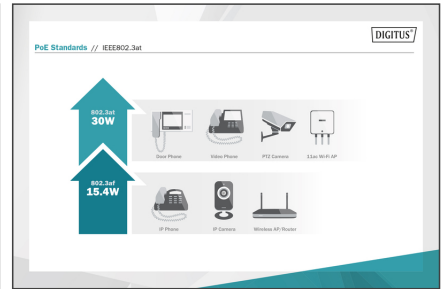 DIGITUS®
PoE Standards // IEEE802.3at
802.3at
30W
Door Phone
Video Phone
PTZ Camera
11ac Wi-Fi AP
802.3af
15.4W
IP Phone
IP Camera
Wireless AP/Router